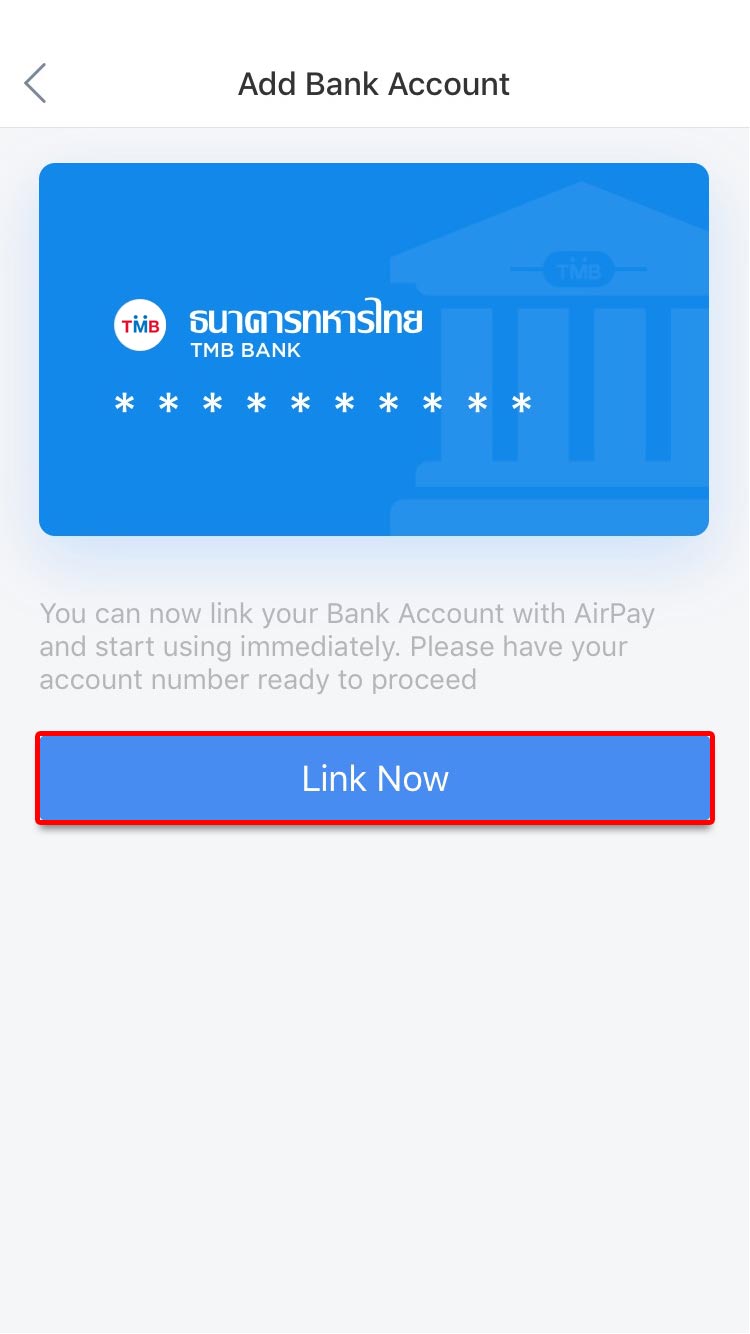 Add Bank Account
TMB
TMB
ธนาคารทหารไทย
TMB BANK
* * * * * * * * * *
You can now link your Bank Account with AirPay
and start using immediately. Please have your
account number ready to proceed
Link Now